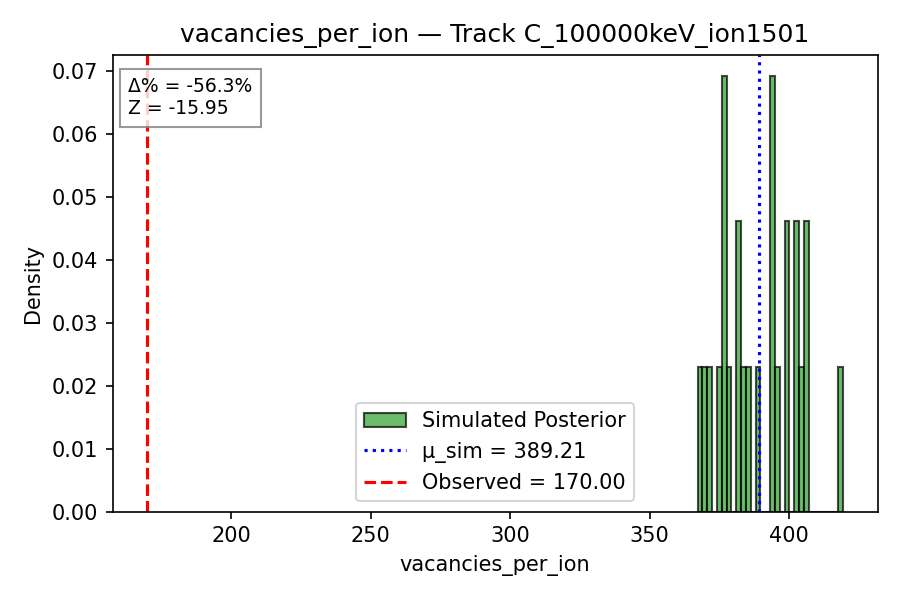 vacancies_per_ion — Track C_100000keV_ion1501
Δ% = -56.3%
Z = -15.95
0.07
0.06
0.05
0.04
0.03
0.02
0.01
0.00
Density
Simulated Posterior
μ_sim = 389.21
Observed = 170.00
200
250
300
350
400
vacancies_per_ion